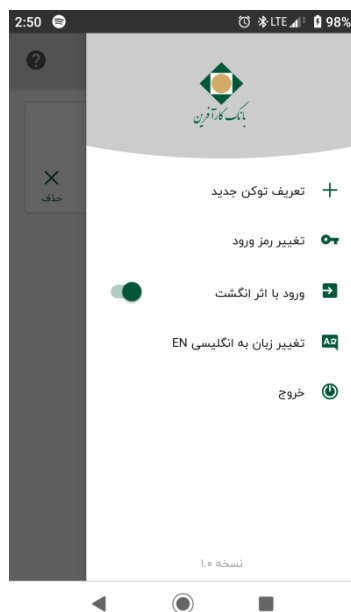 2:50 LTE 98%
بانک کارآفرین
تعریف توکن جدید
تغییر رمز ورود
ورود با اثر انگشت
تغییر زبان به انگلیسی EN
خروج
حذف
نسخه ۱.۰